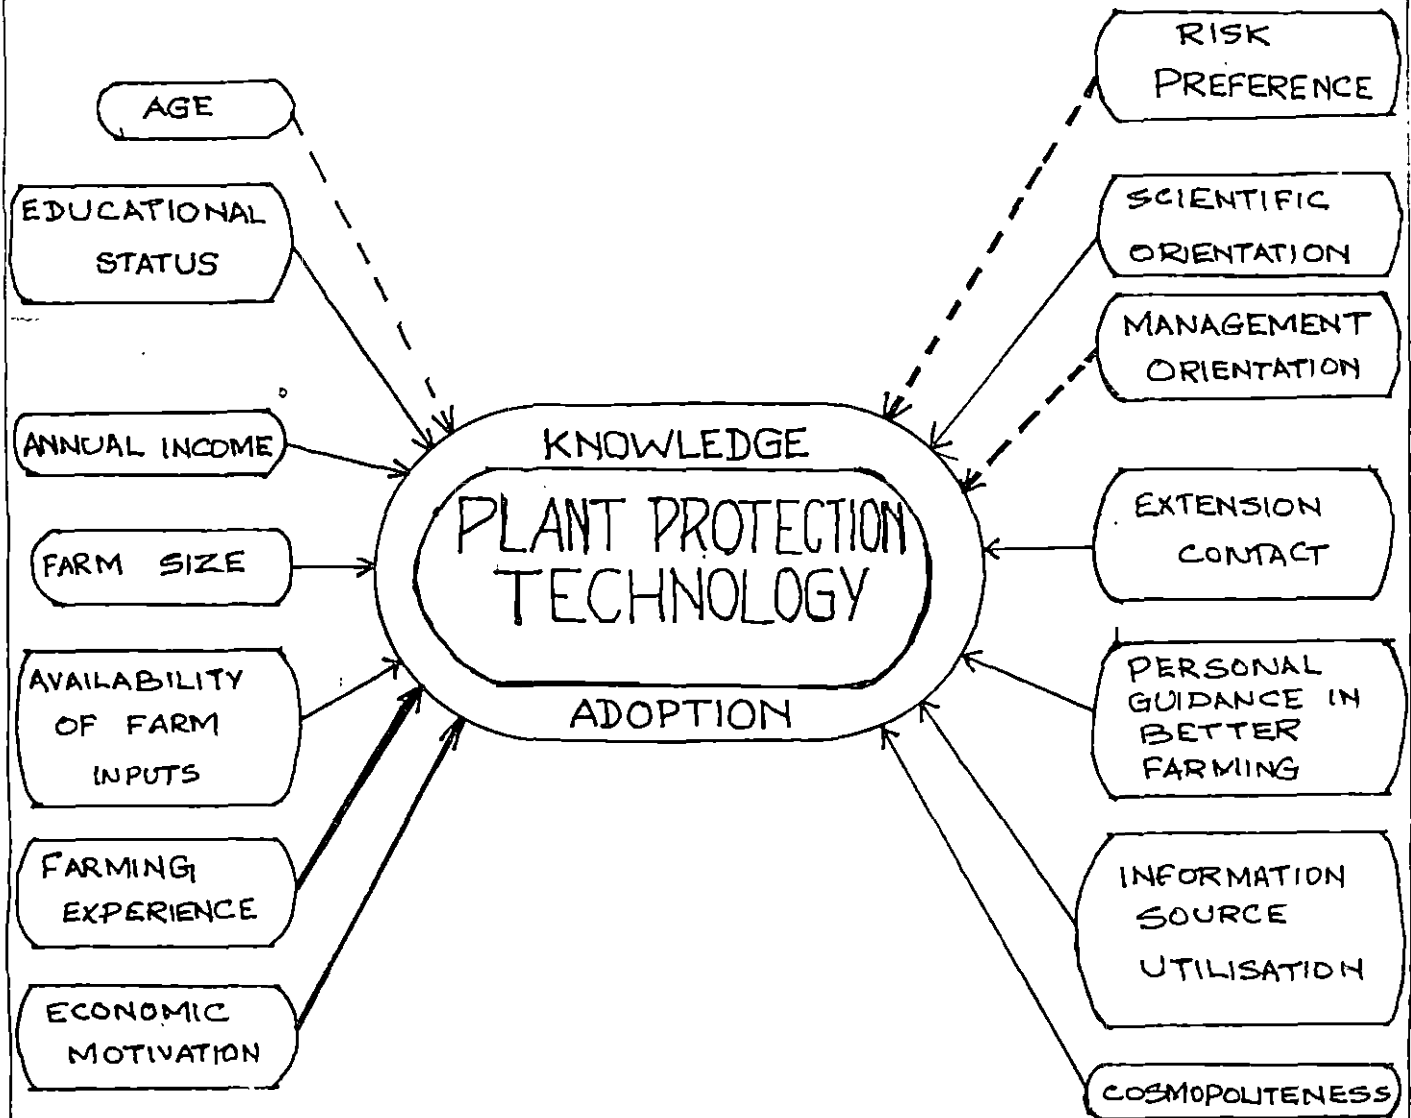 AGE
EDUCATIONAL
STATUS
ANNUAL INCOME
FARM SIZE
AVAILABILITY
OF FARM
INPUTS
FARMING
EXPERIENCE
ECONOMIC
MOTIVATION
KNOWLEDGE
PLANT PROTECTION
TECHNOLOGY
ADOPTION
RISK
PREFERENCE
SCIENTIFIC
ORIENTATION
MANAGEMENT
ORIENTATION
EXTENSION
CONTACT
PERSONAL
GUIDANCE IN
BETTER
FARMING
INFORMATION
SOURCE
UTILISATION
COSMOPOLITENESS